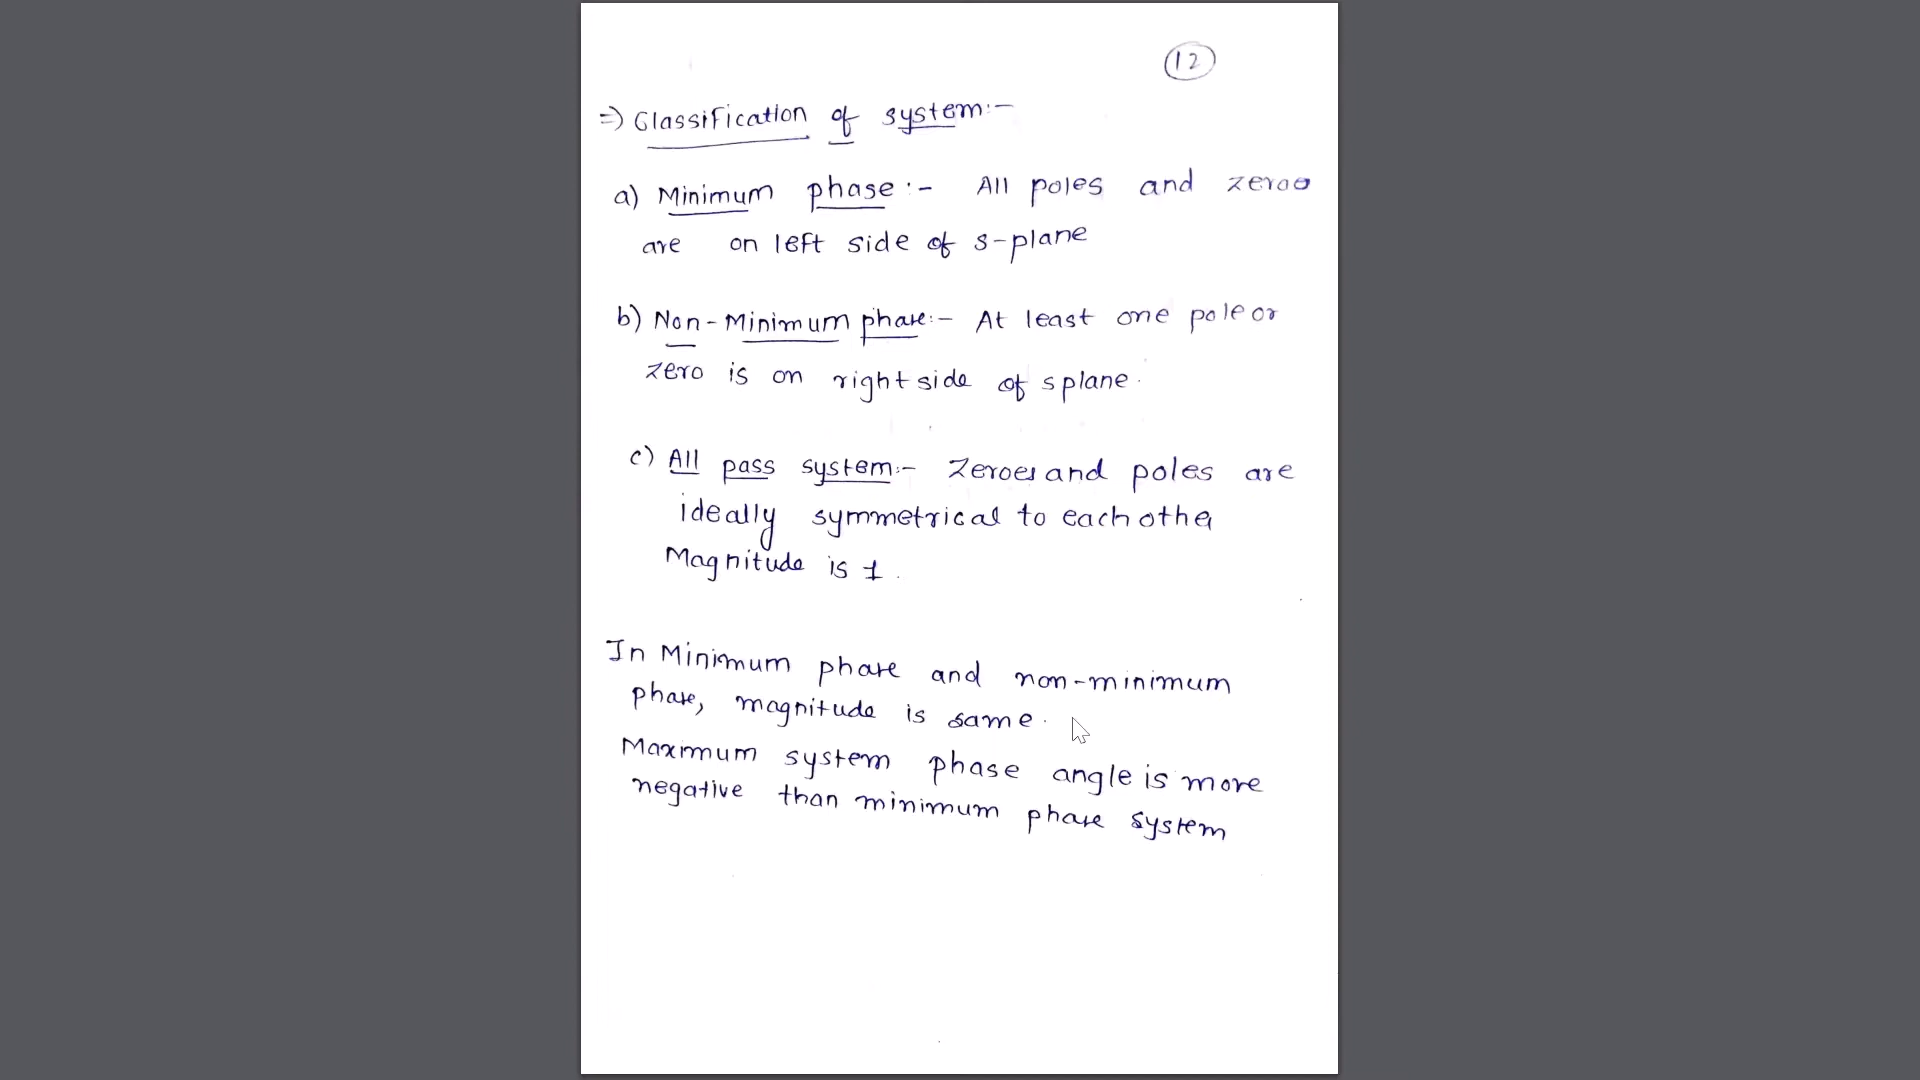 12
=) Classification of system:-
a) Minimum phase :- All poles and zeroo
are on left side of s-plane
b) Non-Minimum phase:- At least one pole or
zero is on right side of s plane.
c) All pass system:- Zeroes and poles are
ideally symmetrical to each other
Magnitude is 1.
In Minimum phase and non-minimum
phase, magnitude is same.
Maximum system phase angle is more
negative than minimum phase system